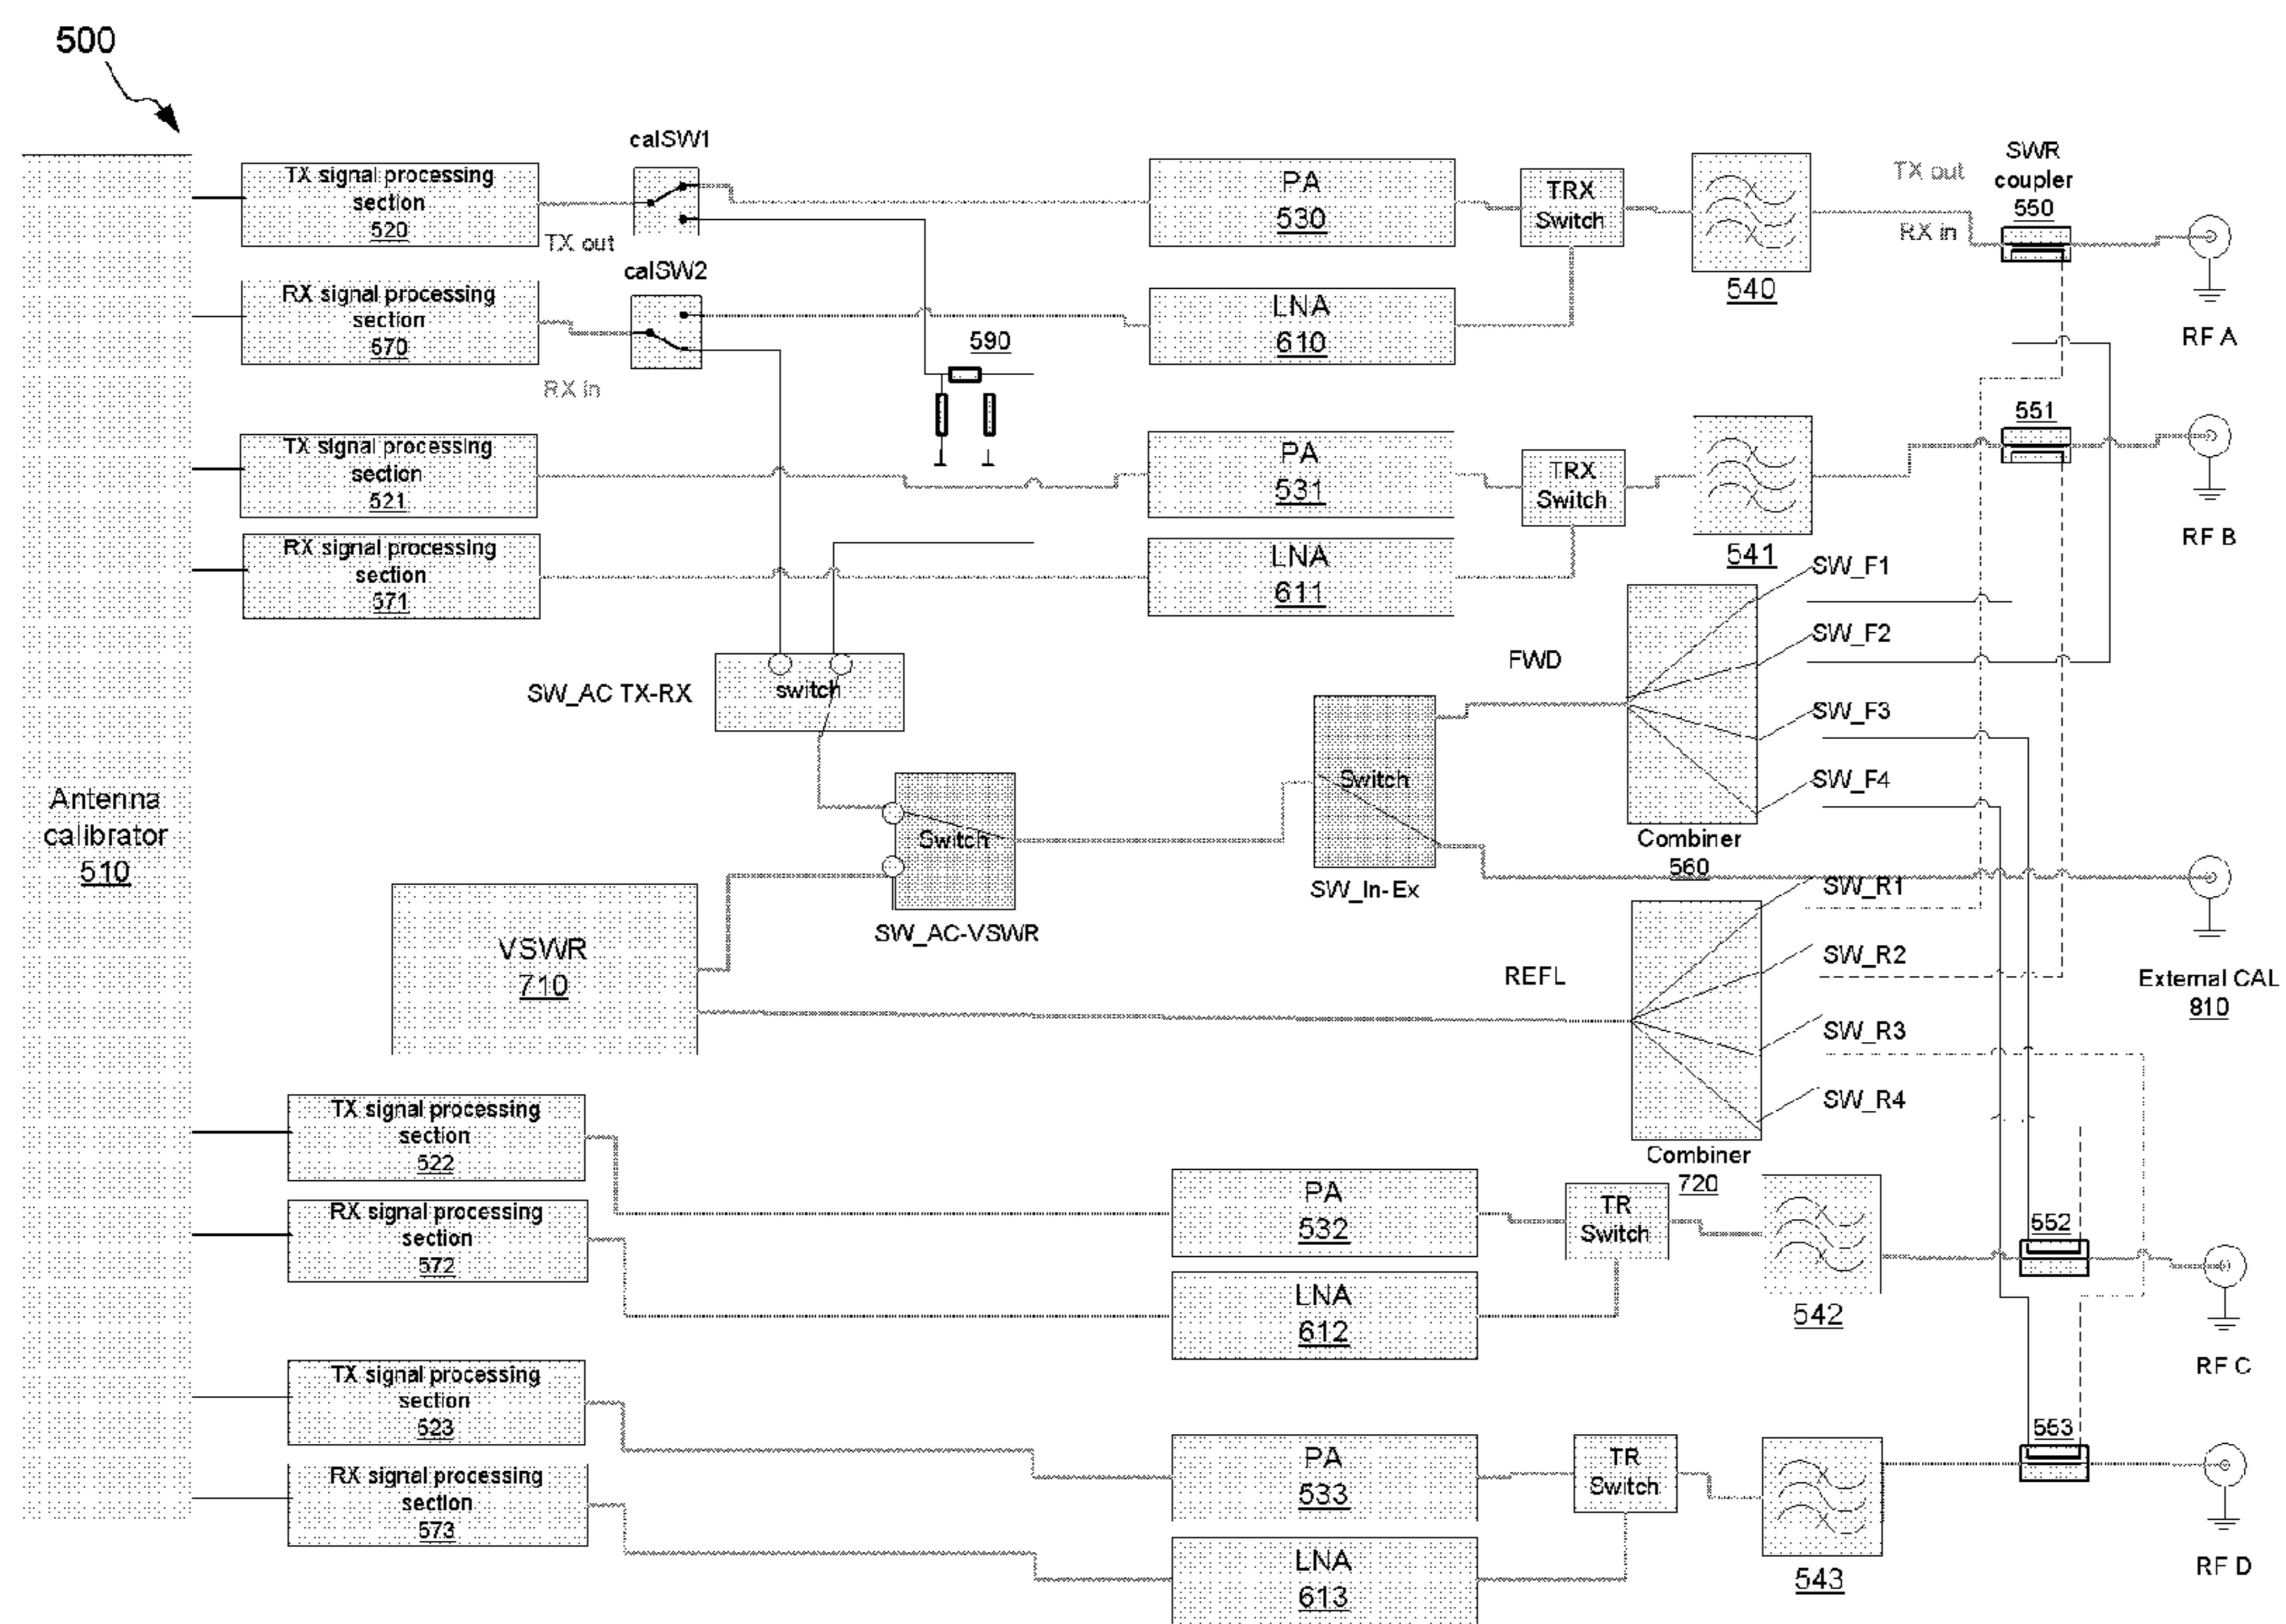 500
calSW1
TX signal processing
section
520
TX out
calSW2
RX signal processing
section
570
RX in
PA
530
LNA
610
590
TRX
Switch
540
TX out
RX in
SWR
coupler
550
RF A
TX signal processing
section
521
RX signal processing
section
571
PA
531
LNA
611
TRX
Switch
541
551
RF B
SW_AC TX-RX
switch
Switch
SW_AC-VSWR
Switch
SW_In-Ex
FWD
SW_F1
SW_F2
SW_F3
SW_F4
Combiner
560
Antenna
calibrator
510
VSWR
710
REFL
SW_R1
SW_R2
SW_R3
SW_R4
Combiner
720
External CAL
810
TX signal processing
section
522
RX signal processing
section
572
PA
532
LNA
612
TR
Switch
542
552
RF C
TX signal processing
section
523
RX signal processing
section
573
PA
533
LNA
613
TR
Switch
543
553
RF D